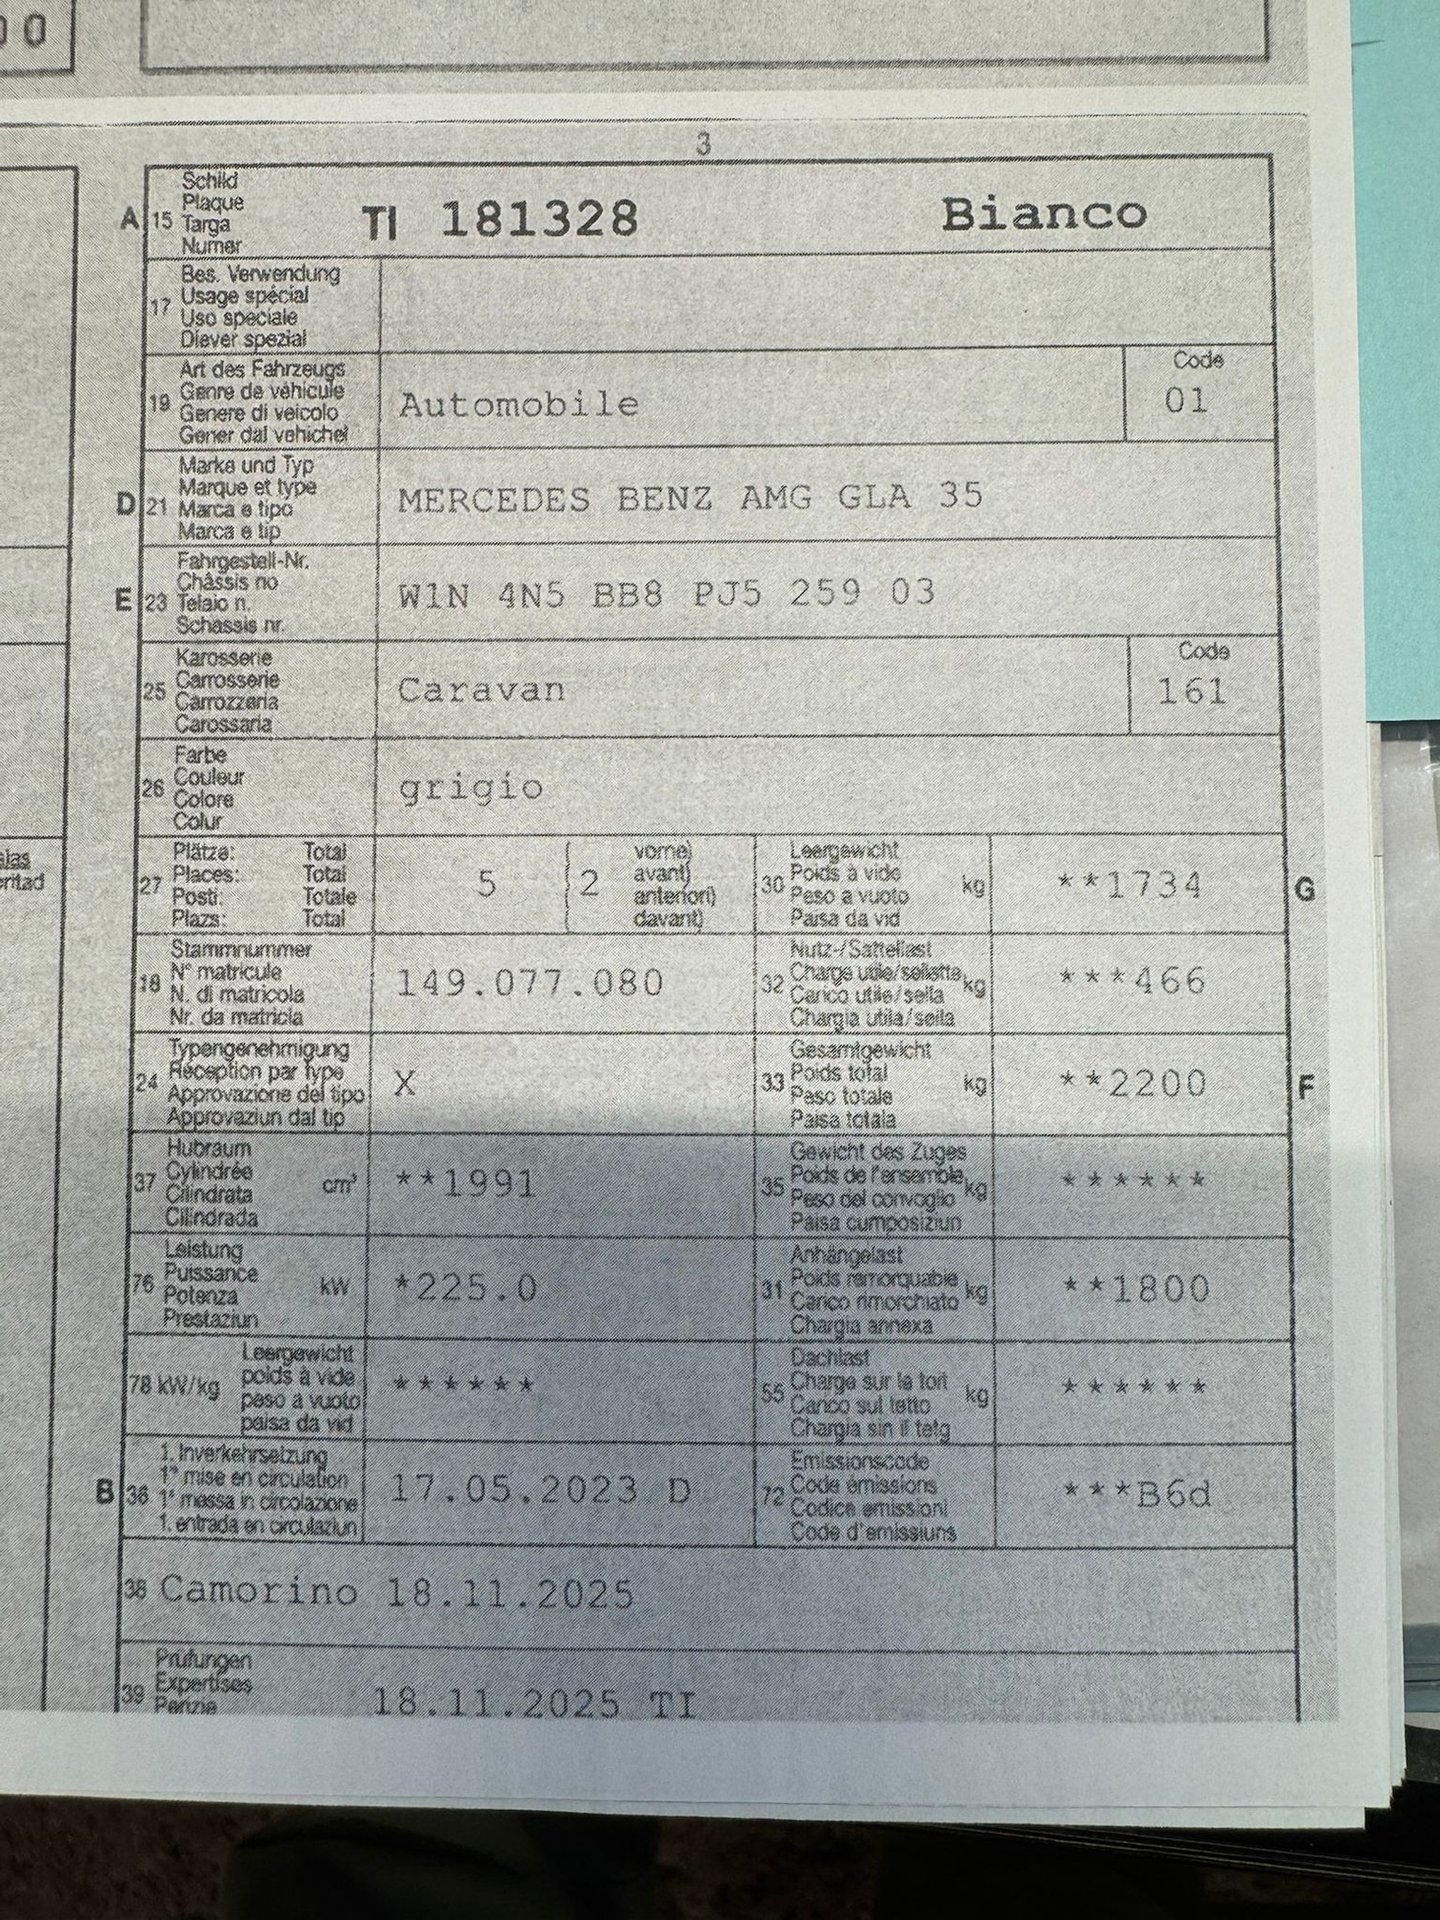 00
3
A 15 Schild
Plaque
Targa
Numer
TI 181328 Bianco
17 Bes. Verwendung
Usage spécial
Uso speciale
Diever spezial
19 Art des Fahrzeugs
Genre de véhicule
Genere di veicolo
Gener dal vehichel
Automobile
Code
01
D 21 Marke und Typ
Marque et type
Marca e tipo
Marca e tip
MERCEDES BENZ AMG GLA 35
E 23 Fahrgestell-Nr.
Châssis no
Telaio n.
Schassis nr.
W1N 4N5 BB8 PJ5 259 03
25 Karosserie
Carrosserie
Carrozzeria
Carossaria
Caravan
Code
161
26 Farbe
Couleur
Colore
Colur
grigio
27 Plätze: Total
Places: Total
Posti: Totale
Plazs: Total
5 ( 2 vorne)
avant)
anteriori)
davant)
30 Leergewicht
Poids à vide
Peso a vuoto
Paisa da vid
kg **1734 G
18 Stammnummer
N° matricule
N. di matricola
Nr. da matricla
149.077.080
32 Nutz-/Sattellast
Charge utile/sellette
Carico utile/sella
Chargia utila/sella
kg ***466
24 Typengenehmigung
Réception par type
Approvazione del tipo
Approvaziun dal tip
X
33 Gesamtgewicht
Poids total
Peso totale
Paisa totala
kg **2200 F
37 Hubraum
Cylindrée
Cilindrata
Cilindrada
cm³ **1991
35 Gewicht des Zuges
Poids de l'ensemble
Peso del convoglio
Paisa cumposiziun
kg ******
76 Leistung
Puissance
Potenza
Prestaziun
kW *225.0
31 Anhängelast
Poids remorquable
Carico rimorchiato
Chargia annexa
kg **1800
78 kW/kg Leergewicht
poids à vide
peso a vuoto
paisa da vid
******
55 Dachlast
Charge sur le toit
Carico sul tetto
Chargia sin il tetg
kg ******
B 36 1. Inverkehrsetzung
1re mise en circulation
1a messa in circolazione
1. entrada en circulaziun
17.05.2023 D
72 Emissionscode
Code émissions
Codice emissioni
Code d'emissiuns
***B6d
38 Camorino 18.11.2025
39 Prüfungen
Expertises
Perizie
18.11.2025 TI